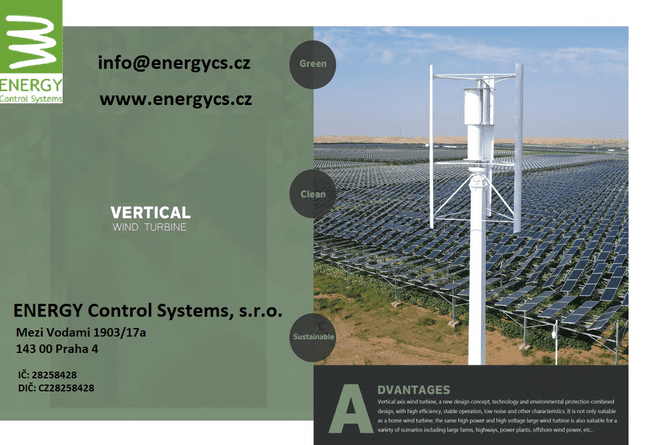 ENERGY
Control Systems
info@energycs.cz
www.energycs.cz
Green
Clean
VERTICAL
WIND TURBINE
Sustainable
ENERGY Control Systems, s.r.o.
Mezi Vodami 1903/17a
143 00 Praha 4
IČ: 28258428
DIČ: CZ28258428
ADVANTAGES
Vertical axis wind turbine, a new design concept, technology and environmental protection combined
design, with high efficiency, stable operation, low noise and other characteristics. It is not only suitable
as a home wind turbine, the same high power and high voltage large wind turbine is also suitable for a
variety of scenarios including large farms, highways, power plants, offshore wind power, etc..